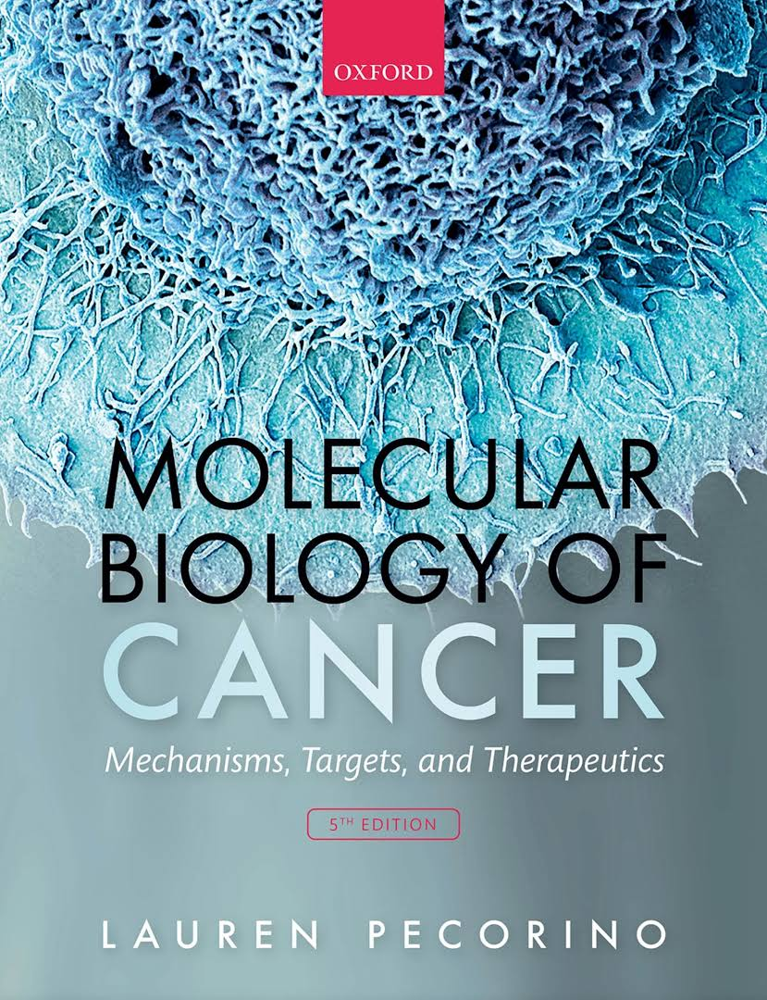 OXFORD
MOLECULAR
BIOLOGY OF
CANCER
Mechanisms, Targets, and Therapeutics
5TH EDITION
LAUREN PECORINO